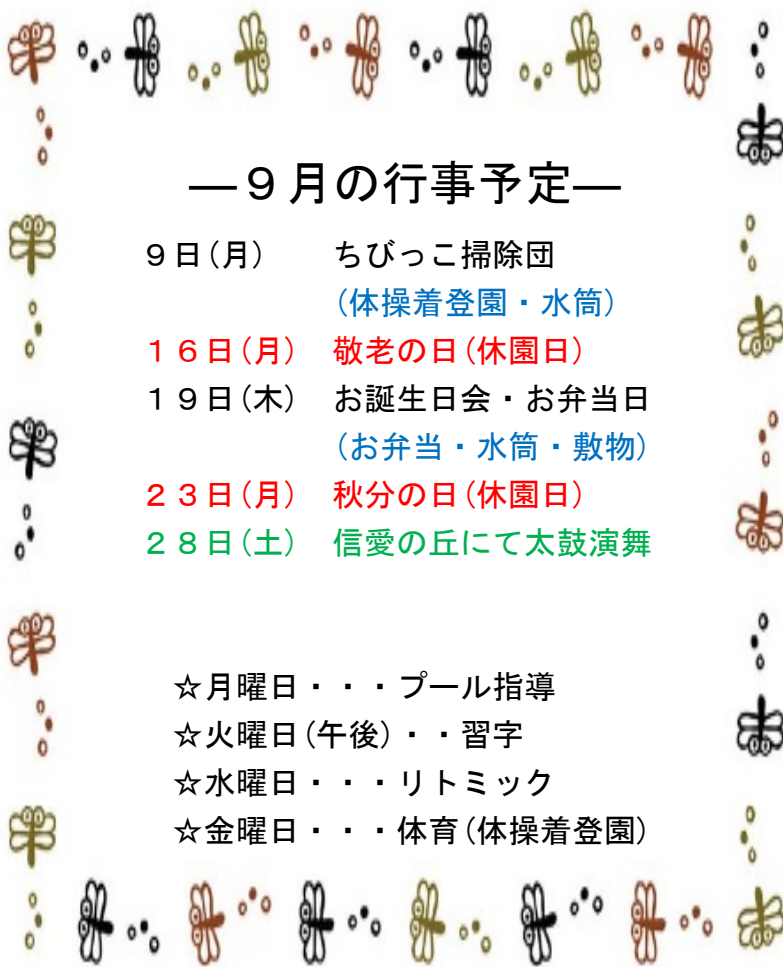 ―９月の行事予定―
９日(月)　　ちびっこ掃除団
(体操着登園・水筒)
１６日(月)　敬老の日(休園日)
１９日(木)　お誕生日会・お弁当日
(お弁当・水筒・敷物)
２３日(月)　秋分の日(休園日)
２８日(土)　信愛の丘にて太鼓演舞
☆月曜日・・・プール指導
☆火曜日(午後)・・習字
☆水曜日・・・リトミック
☆金曜日・・・体育(体操着登園)